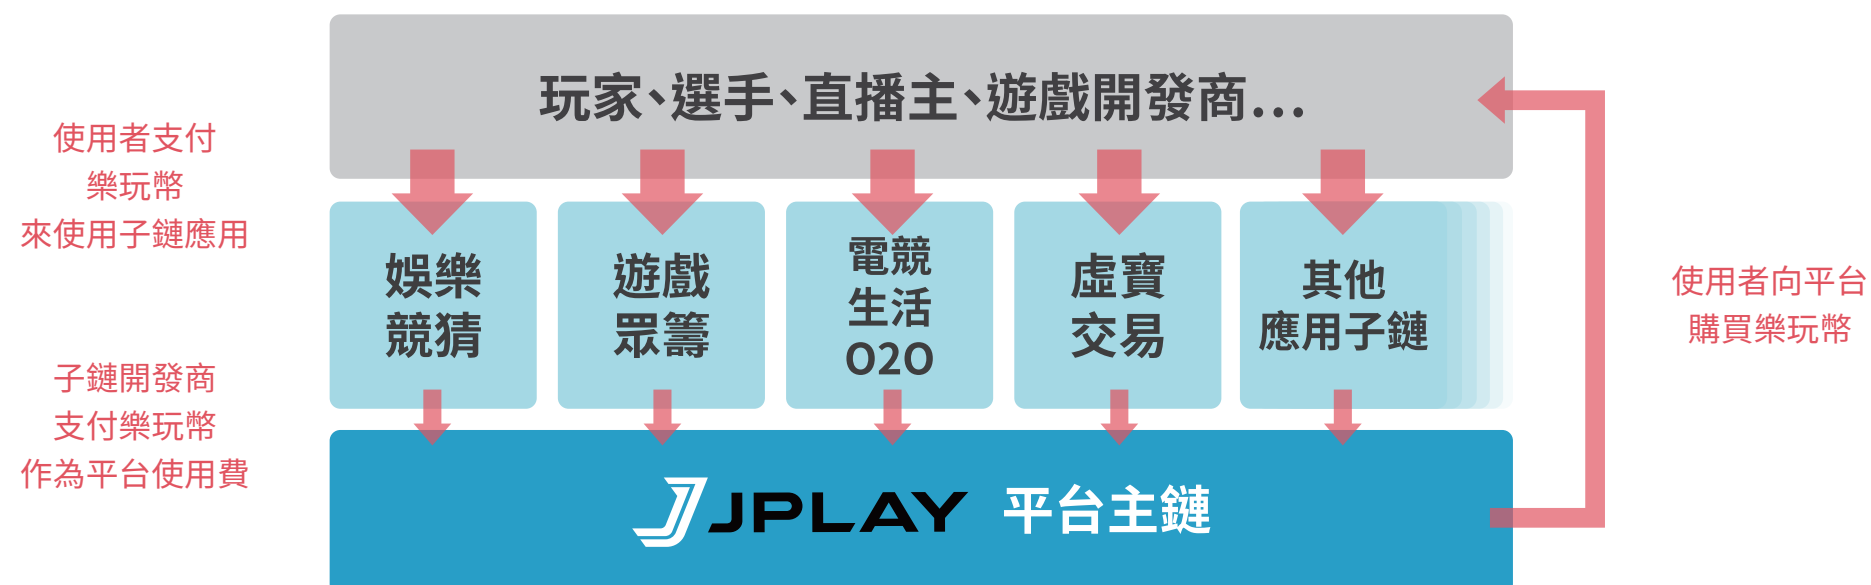 玩家、選手、直播主、遊戲開發商...
使用者支付
樂玩幣
來使用子鏈應用
娛樂
競猜
遊戲
眾籌
電競
生活
O2O
虛寶
交易
其他
應用子鏈
使用者向平台
購買樂玩幣
子鏈開發商
支付樂玩幣
作為平台使用費
JPLAY 平台主鏈